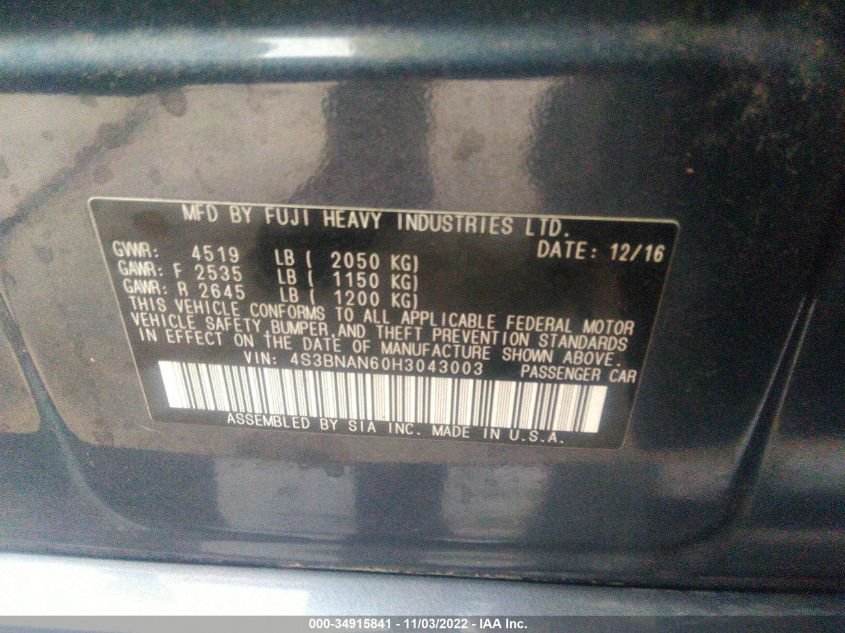 MFD BY FUJI HEAVY INDUSTRIES LTD.
GVWR: 4519 LB ( 2050 KG) DATE: 12/16
GAWR: F 2535 LB ( 1150 KG)
GAWR: R 2645 LB ( 1200 KG)
THIS VEHICLE CONFORMS TO ALL APPLICABLE FEDERAL MOTOR
VEHICLE SAFETY, BUMPER, AND THEFT PREVENTION STANDARDS
IN EFFECT ON THE DATE OF MANUFACTURE SHOWN ABOVE.
VIN: 4S3BNAN60H3043003 PASSENGER CAR
ASSEMBLED BY SIA INC. MADE IN U.S.A.
000-34915841 - 11/03/2022 - IAA Inc.